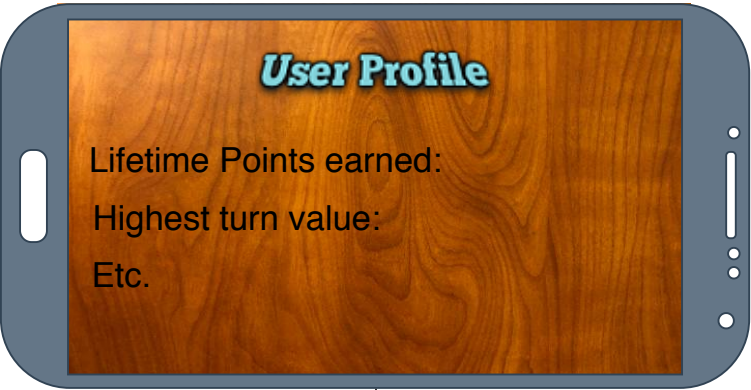 User Profile
Lifetime Points earned:
Highest turn value:
Etc.